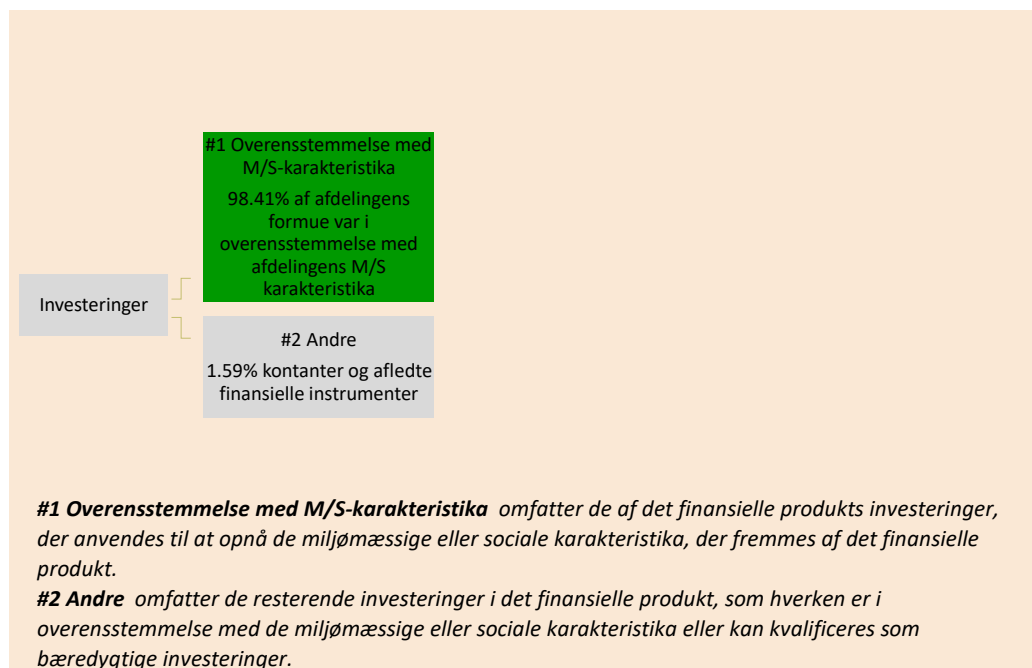 #1 Overensstemmelse med
M/S-karakteristika
98.41% af afdelingens
formue var i
overensstemmelse med
afdelingens M/S
karakteristika
Investeringer
#2 Andre
1.59% kontanter og afledte
finansielle instrumenter
#1 Overensstemmelse med M/S-karakteristika omfatter de af det finansielle produkts investeringer,
der anvendes til at opnå de miljømæssige eller sociale karakteristika, der fremmes af det finansielle
produkt.
#2 Andre omfatter de resterende investeringer i det finansielle produkt, som hverken er i
overensstemmelse med de miljømæssige eller sociale karakteristika eller kan kvalificeres som
bæredygtige investeringer.